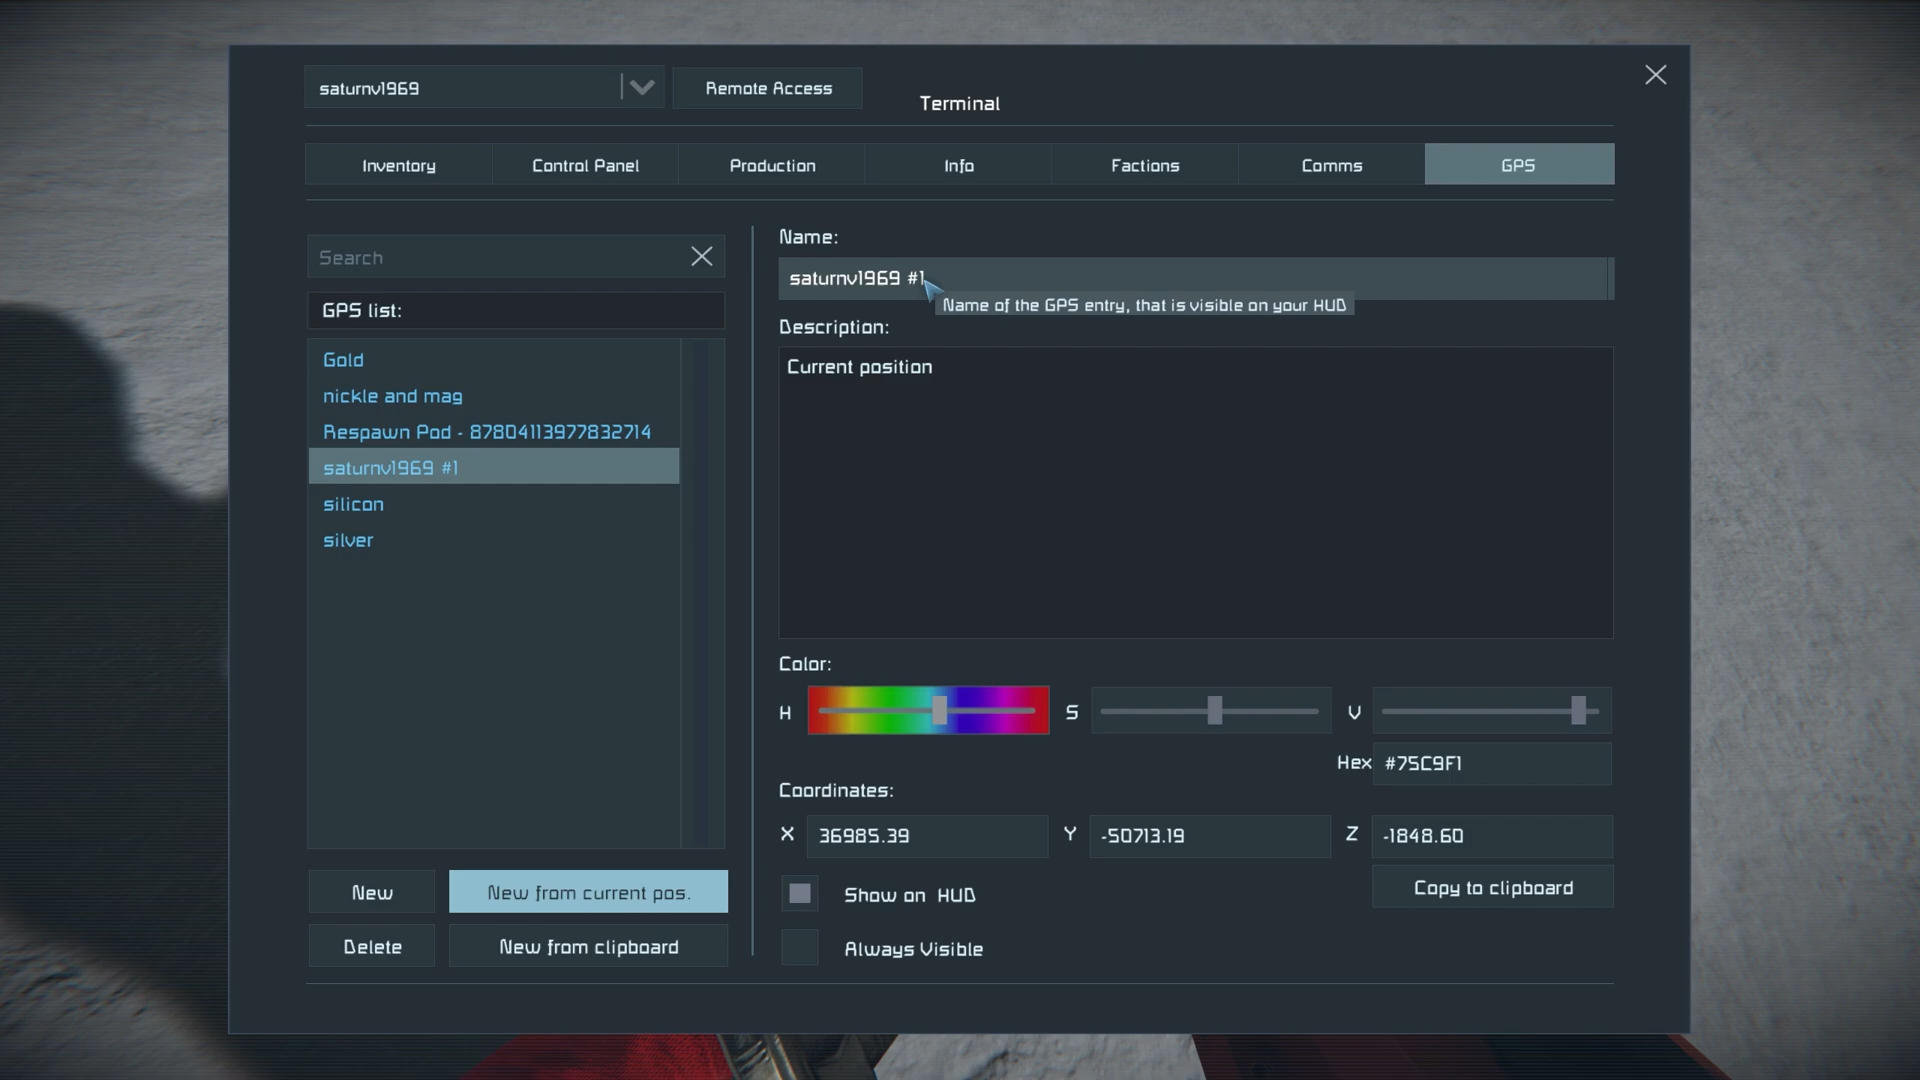 saturnv1969
Remote Access
Terminal
Inventory
Control Panel
Production
Info
Factions
Comms
GPS
Search
GPS list:
Gold
nickle and mag
Respawn Pod - 87804113977832714
saturnv1969 #1
silicon
silver
New
New from current pos.
Delete
New from clipboard
Name:
saturnv1969 #1
Name of the GPS entry, that is visible on your HUD
Description:
Current position
Color:
H
S
V
Hex #75C9F1
Coordinates:
X 36985.39
Y -50713.19
Z -1848.60
Copy to clipboard
Show on HUD
Always Visible